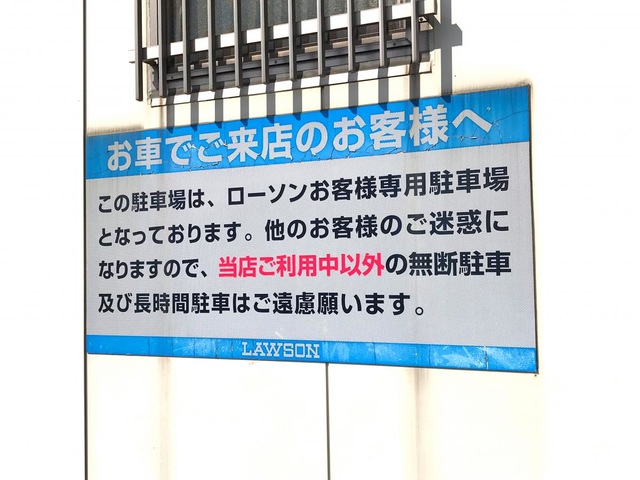 お車でご来店のお客様へ
この駐車場は、ローソンお客様専用駐車場
となっております。他のお客様のご迷惑に
なりますので、当店ご利用中以外の無断駐車
及び長時間駐車はご遠慮願います。
LAWSON